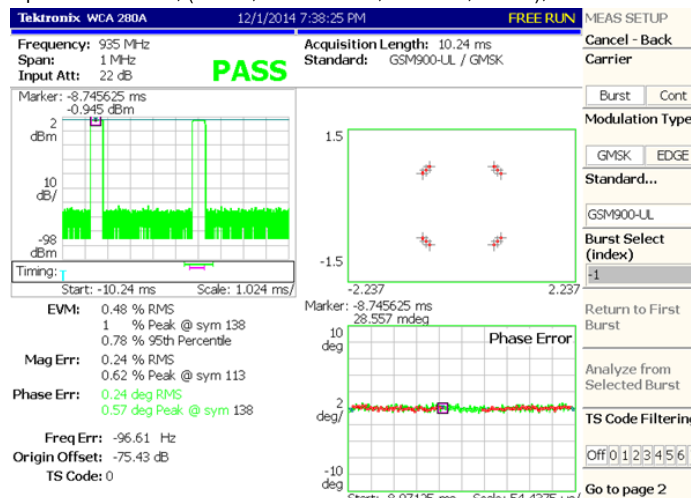 Tektronix WCA 280A 12/1/2014 7:38:25 PM FREE RUN
Frequency: 935 MHz
Span: 1 MHz
Input Att: 22 dB
PASS
Acquisition Length: 10.24 ms
Standard: GSM900-UL / GMSK
Marker: -8.745625 ms
-0.945 dBm
2
dBm
10
dB/
-98
dBm
Timing:
Start: -10.24 ms Scale: 1.024 ms/
1.5
-1.5
-2.237 2.237
EVM: 0.48 % RMS
1 % Peak @ sym 138
0.78 % 95th Percentile
Mag Err: 0.24 % RMS
0.62 % Peak @ sym 113
Phase Err: 0.24 deg RMS
0.57 deg Peak @ sym 138
Freq Err: -96.61 Hz
Origin Offset: -75.43 dB
TS Code: 0
Marker: -8.745625 ms
28.557 mdeg
10
deg
Phase Error
2
deg/
-10
deg
MEAS SETUP
Cancel - Back
Carrier
Burst Cont
Modulation Type
GMSK EDGE
Standard...
GSM900-UL
Burst Select
(index)
-1
Return to First
Burst
Analyze from
Selected Burst
TS Code Filtering
Off 0 1 2 3 4 5 6
Go to page 2